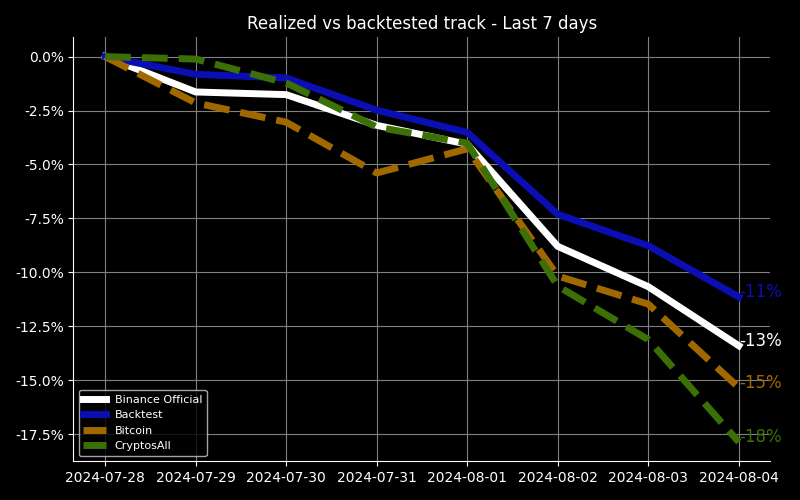 Realized vs backtested track - Last 7 days
0.0%
-2.5%
-5.0%
-7.5%
-10.0%
-12.5%
-15.0%
-17.5%
-11%
-13%
-15%
-18%
Binance Official
Backtest
Bitcoin
CryptosAll
2024-07-28 2024-07-29 2024-07-30 2024-07-31 2024-08-01 2024-08-02 2024-08-03 2024-08-04